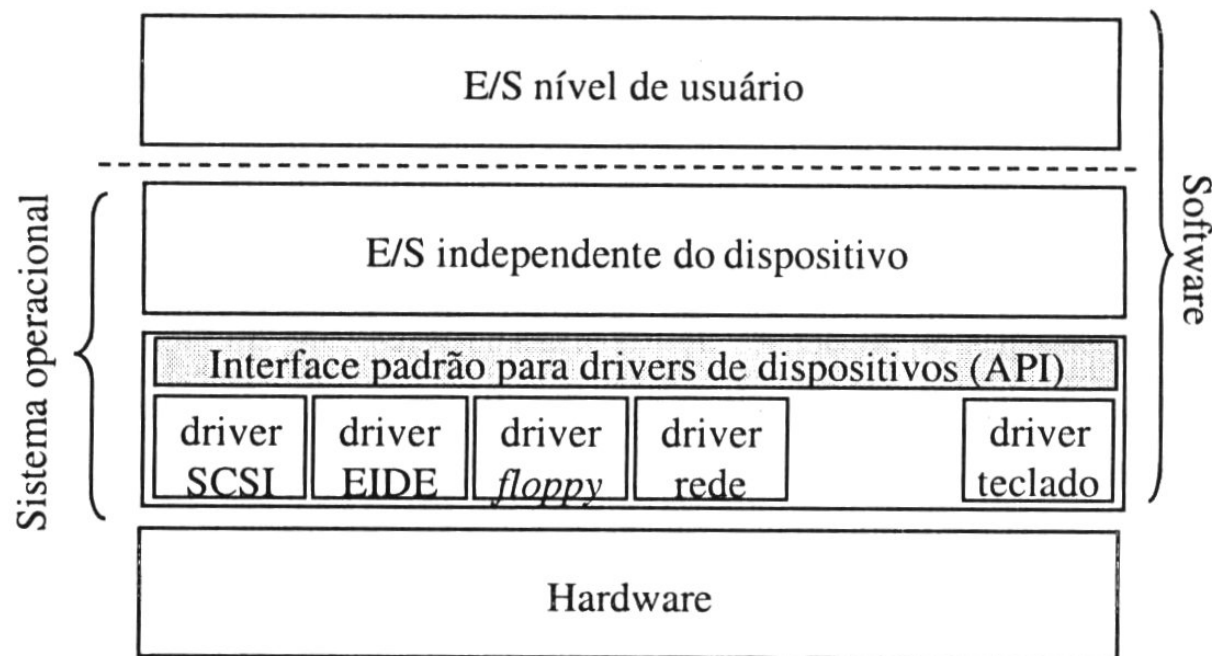 E/S nível de usuário
Sistema operacional
Software
E/S independente do dispositivo
Interface padrão para drivers de dispositivos (API)
driver SCSI
driver EIDE
driver floppy
driver rede
driver teclado
Hardware